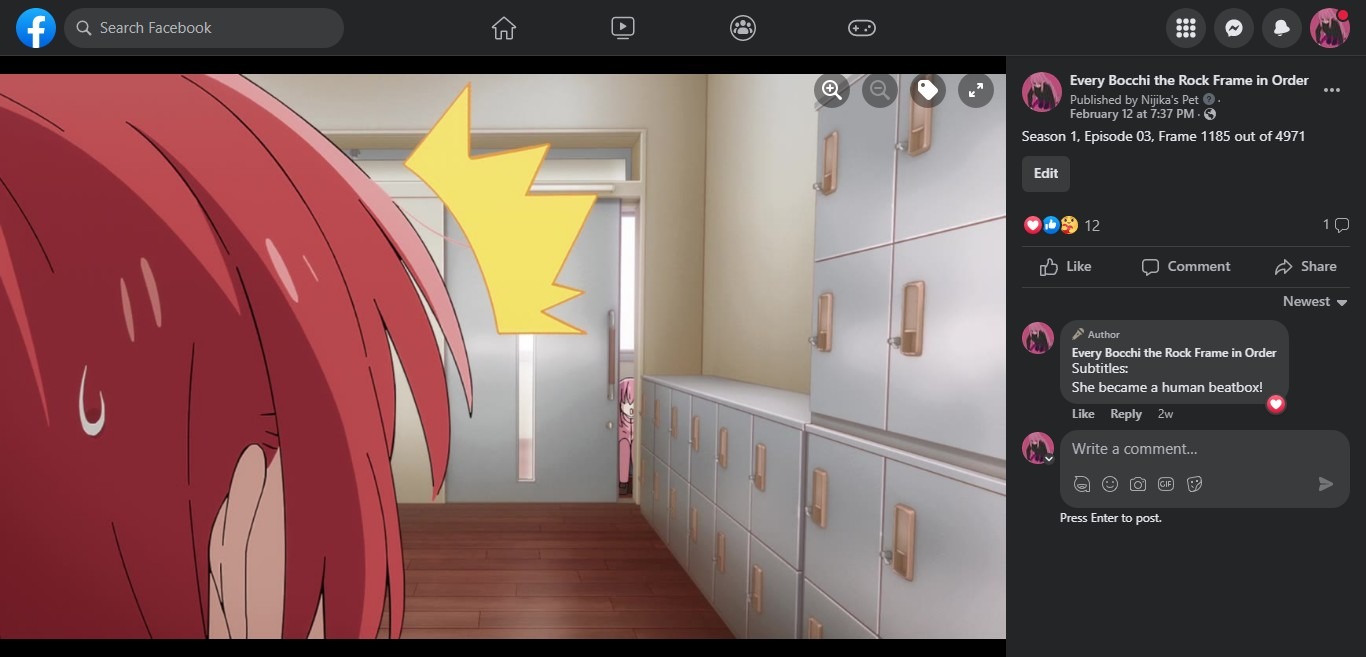 Search Facebook
Every Bocchi the Rock Frame in Order
Published by Nijika's Pet ? ·
February 12 at 7:37 PM ·
Season 1, Episode 03, Frame 1185 out of 4971
Edit
12
1
Like
Comment
Share
Newest
Author
Every Bocchi the Rock Frame in Order
Subtitles:
She became a human beatbox!
Like Reply 2w
Write a comment...
GIF
Press Enter to post.